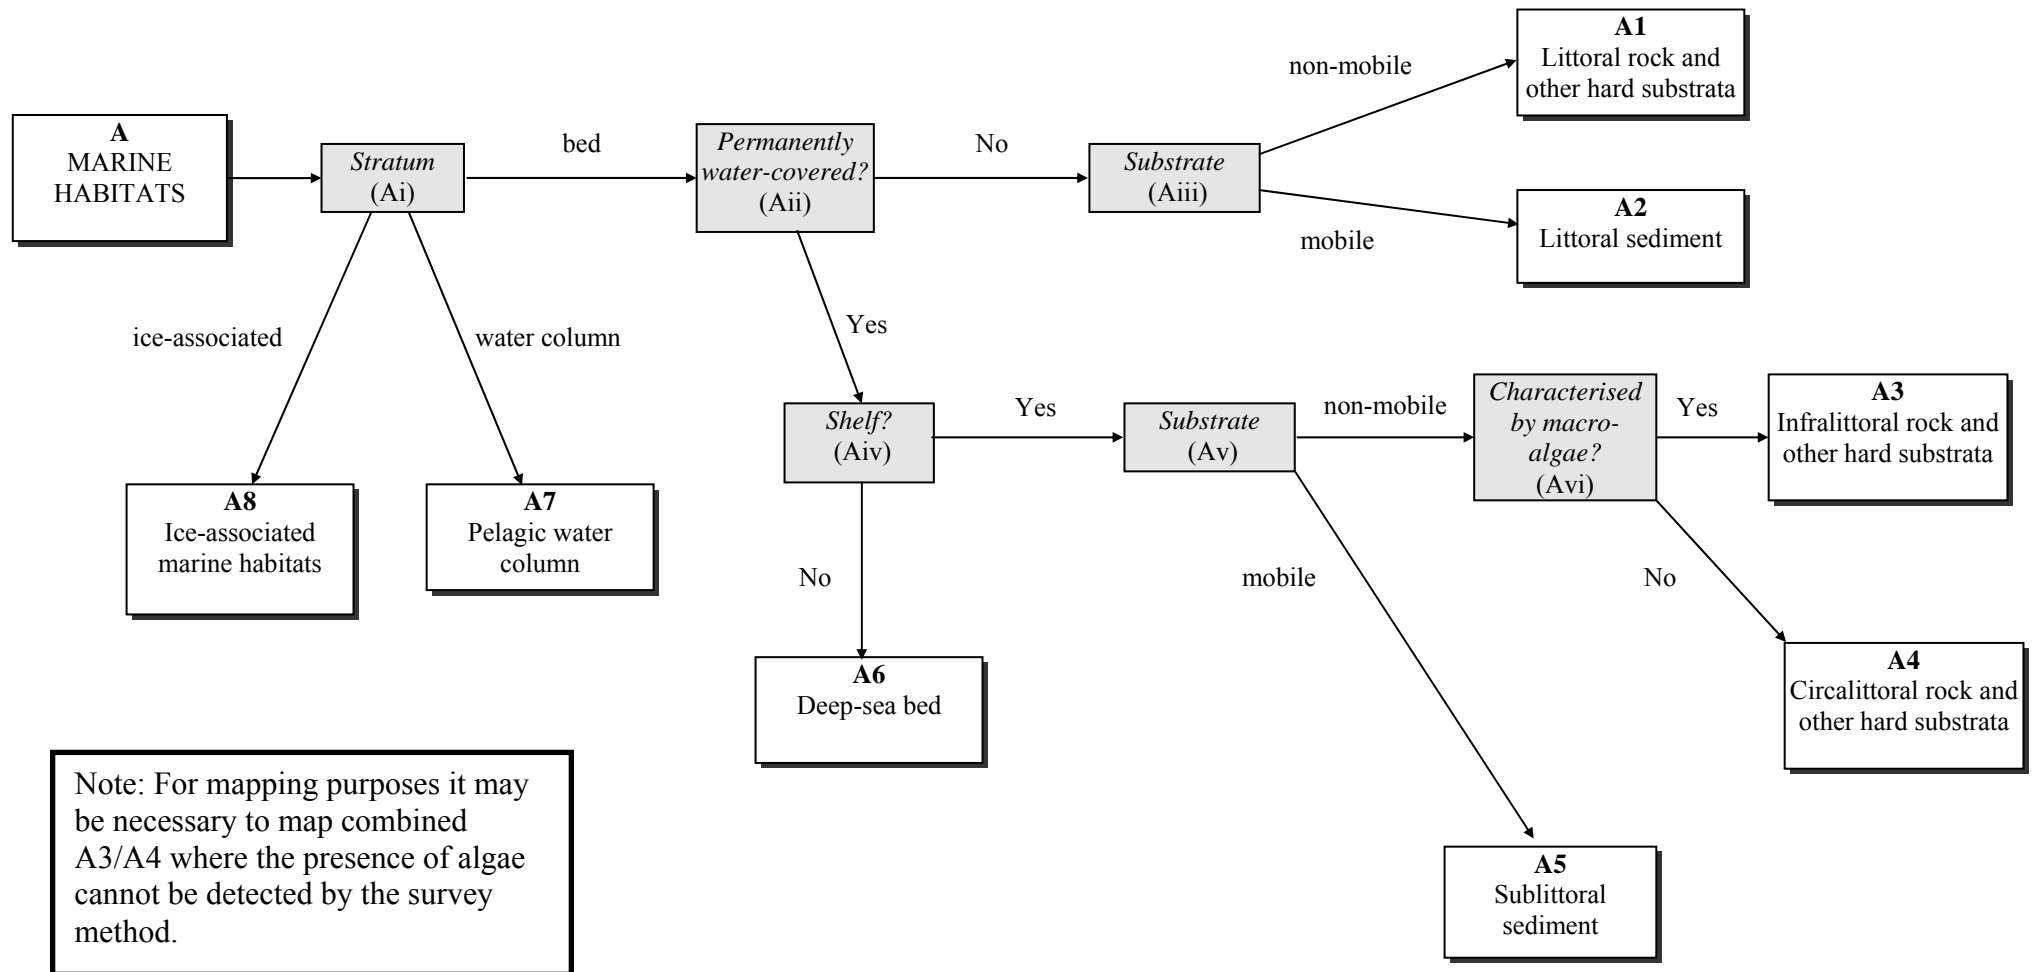 A
MARINE
HABITATS
Stratum
(Ai)
bed
Permanently
water-covered?
(Aii)
No
Substrate
(Aiii)
non-mobile
A1
Littoral rock and
other hard substrata
mobile
A2
Littoral sediment
ice-associated
water column
Yes
A8
Ice-associated
marine habitats
A7
Pelagic water
column
Shelf?
(Aiv)
Yes
Substrate
(Av)
non-mobile
Characterised
by macro-
algae?
(Avi)
Yes
A3
Infralittoral rock and
other hard substrata
No
mobile
No
A6
Deep-sea bed
A4
Circalittoral rock and
other hard substrata
A5
Sublittoral
sediment
Note: For mapping purposes it may
be necessary to map combined
A3/A4 where the presence of algae
cannot be detected by the survey
method.